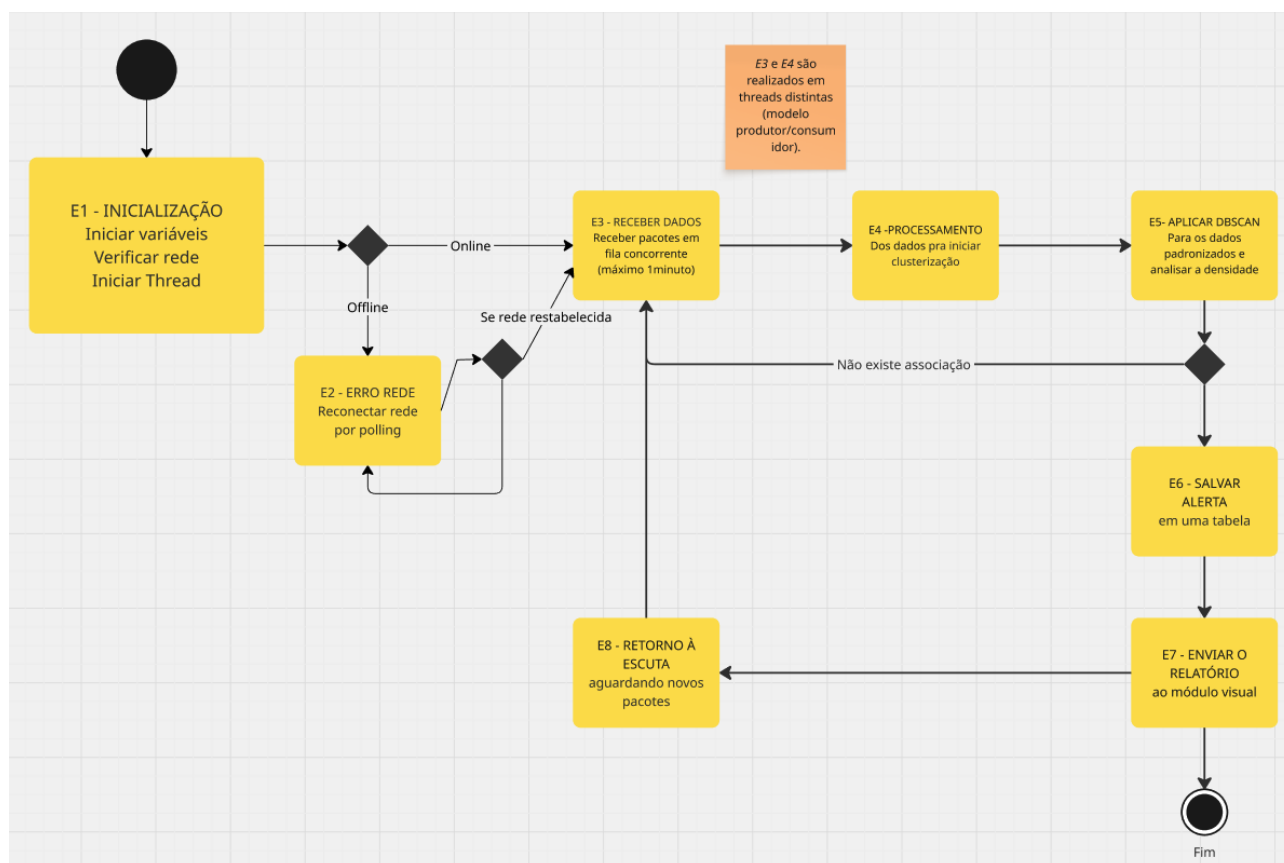 E3 e E4 são
realizados em
threads distintas
(modelo
produtor/consum
idor).
E1 - INICIALIZAÇÃO
Iniciar variáveis
Verificar rede
Iniciar Thread
Online
E3 - RECEBER DADOS
Receber pacotes em
fila concorrente
(máximo 1minuto)
E4 -PROCESSAMENTO
Dos dados pra iniciar
clusterização
E5- APLICAR DBSCAN
Para os dados
padronizados e
analisar a densidade
Offline
Se rede restabelecida
Não existe associação
E2 - ERRO REDE
Reconectar rede
por polling
E6 - SALVAR
ALERTA
em uma tabela
E8 - RETORNO À
ESCUTA
aguardando novos
pacotes
E7 - ENVIAR O
RELATÓRIO
ao módulo visual
Fim